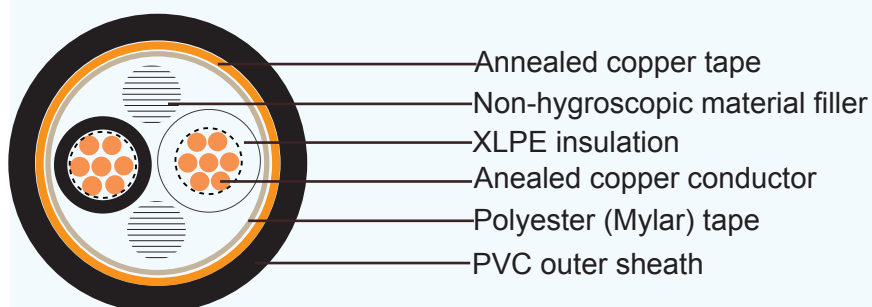 Annealed copper tape
Non-hygroscopic material filler
XLPE insulation
Anealed copper conductor
Polyester (Mylar) tape
PVC outer sheath